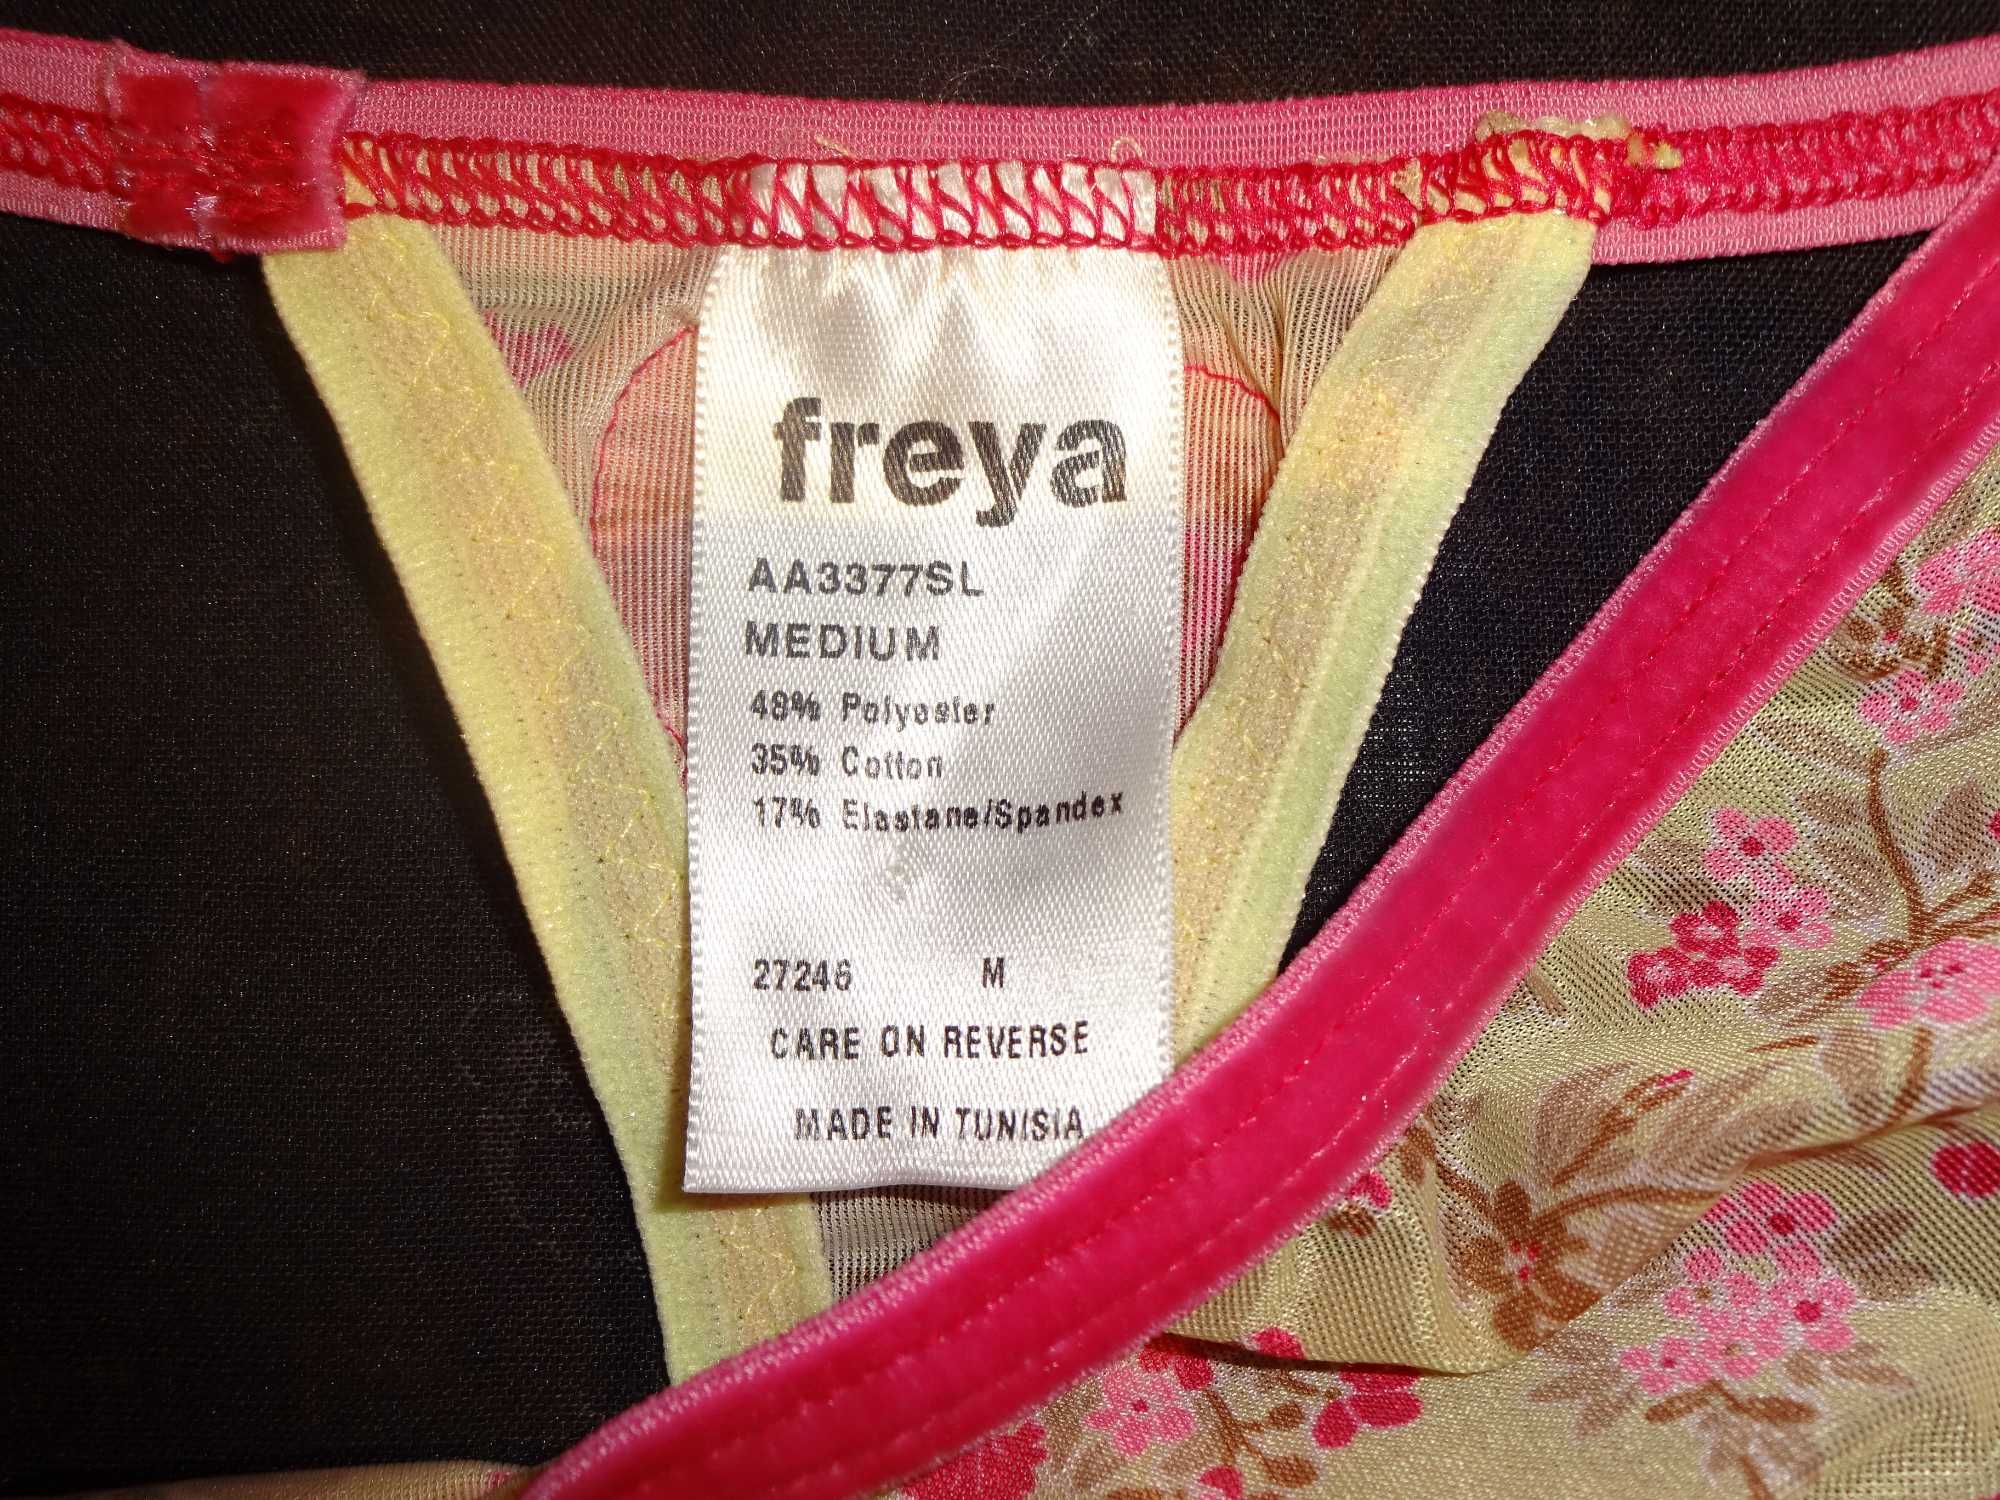 freya
AA3377SL
MEDIUM
48% Polyester
35% Cotton
17% Elastane/Spandex
27246 M
CARE ON REVERSE
MADE IN TUNISIA